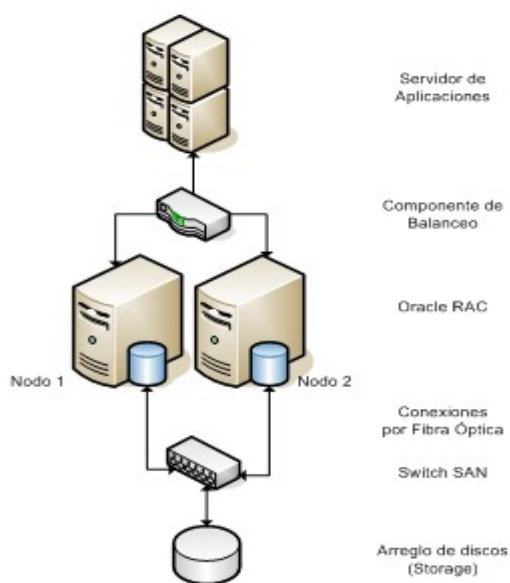 Servidor de
Aplicaciones
Componente de
Balanceo
Oracle RAC
Nodo 1
Nodo 2
Conexiones
por Fibra Óptica
Switch SAN
Arreglo de discos
(Storage)